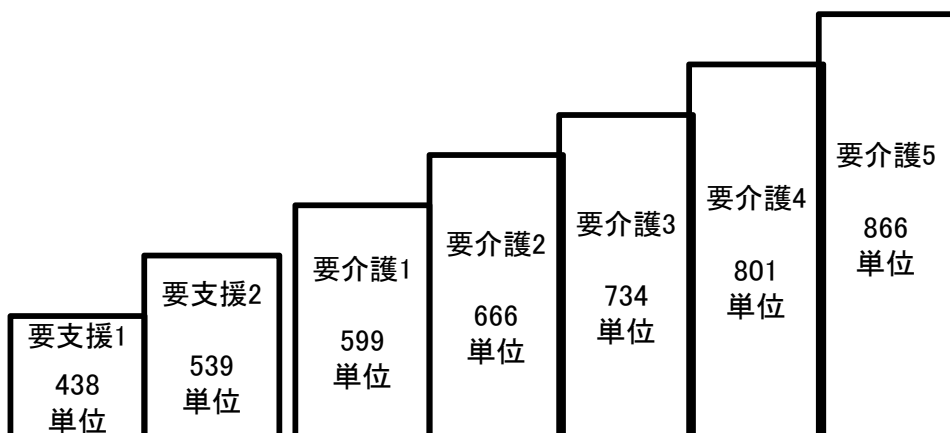 要支援1
438
単位
要支援2
539
単位
要介護1
599
単位
要介護2
666
単位
要介護3
734
単位
要介護4
801
単位
要介護5
866
単位